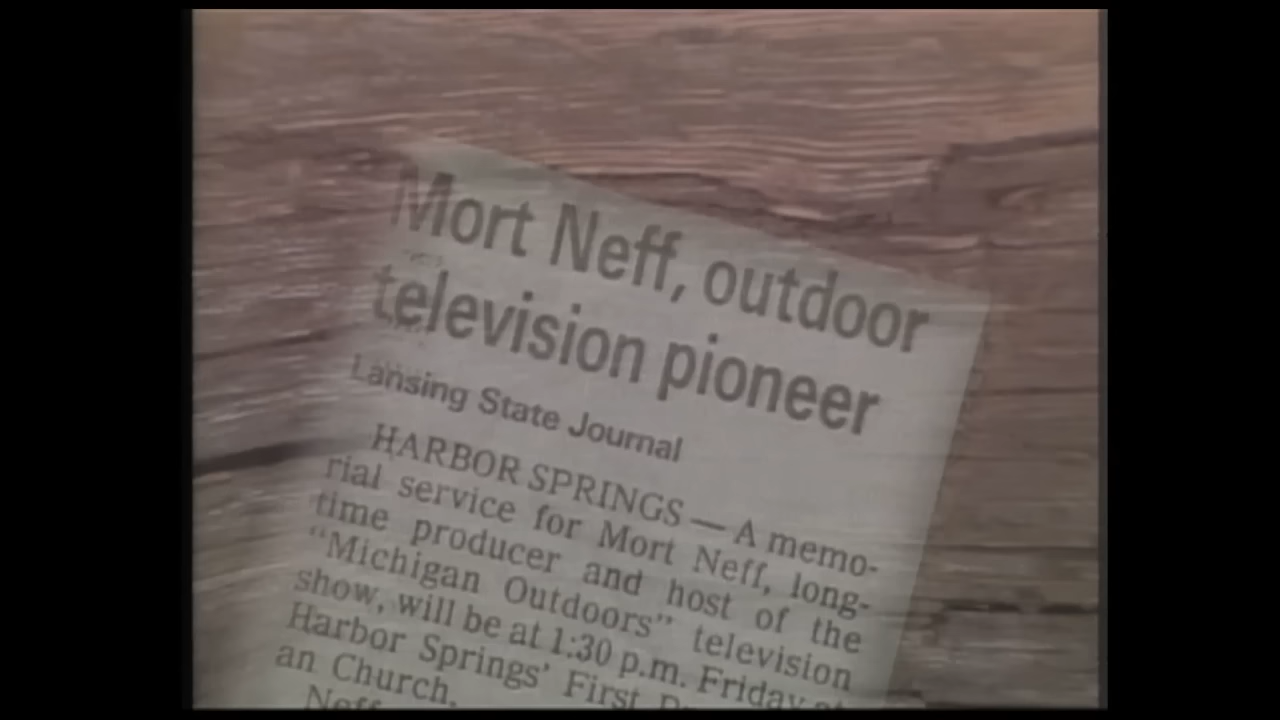 Mort Neff, outdoor
television pioneer
Lansing State Journal
HARBOR SPRINGS — A memo-
rial service for Mort Neff, long-
time producer and host of the
“Michigan Outdoors” television
show, will be at 1:30 p.m. Friday at
Harbor Springs’ First
an Church.
Neff